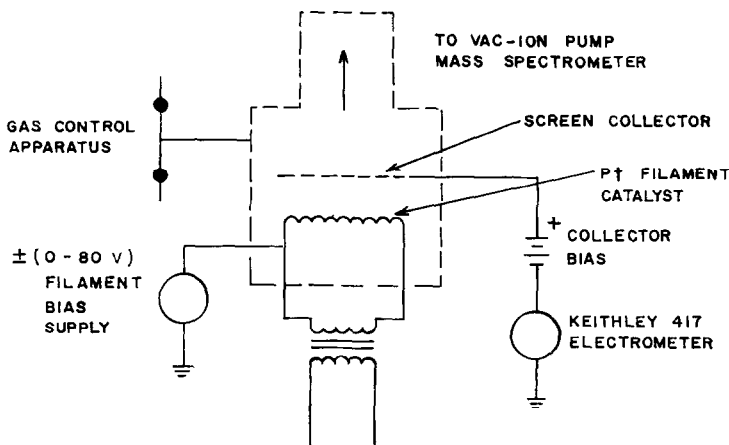 TO VAC-ION PUMP
MASS SPECTROMETER
GAS CONTROL
APPARATUS
SCREEN COLLECTOR
Pt FILAMENT
CATALYST
+
COLLECTOR
BIAS
± (0 - 80 V)
FILAMENT
BIAS
SUPPLY
KEITHLEY 417
ELECTROMETER